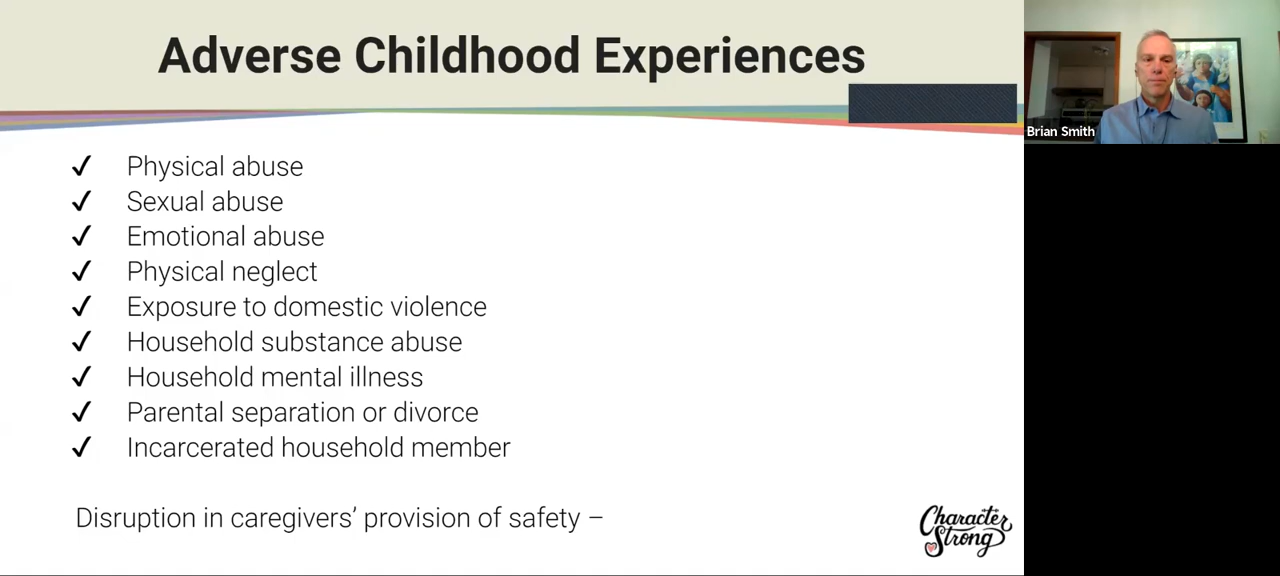 Adverse Childhood Experiences
Brian Smith
✓ Physical abuse
✓ Sexual abuse
✓ Emotional abuse
✓ Physical neglect
✓ Exposure to domestic violence
✓ Household substance abuse
✓ Household mental illness
✓ Parental separation or divorce
✓ Incarcerated household member
Disruption in caregivers’ provision of safety –
Character
Strong